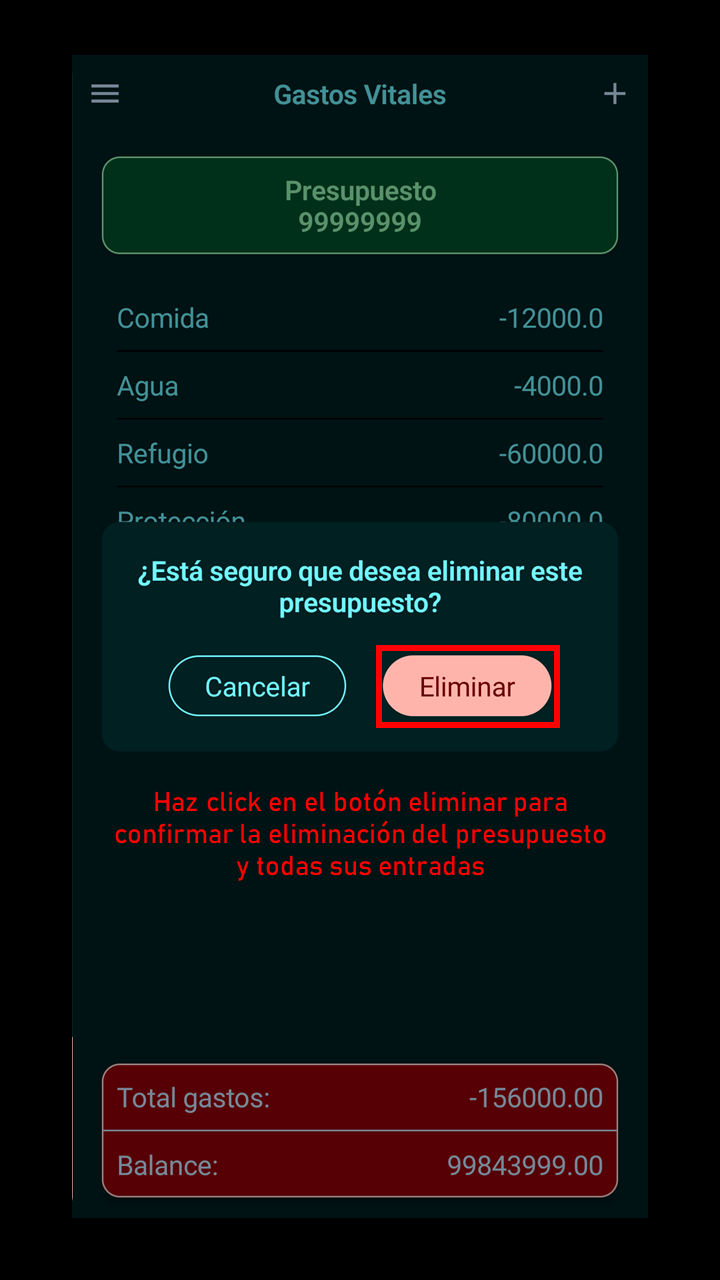 Gastos Vitales
Presupuesto
99999999
Comida -12000.0
Agua -4000.0
Refugio -60000.0
Protección -80000.0
¿Está seguro que desea eliminar este
presupuesto?
Cancelar Eliminar
Haz click en el botón eliminar para
confirmar la eliminación del presupuesto
y todas sus entradas
Total gastos: -156000.00
Balance: 99843999.00